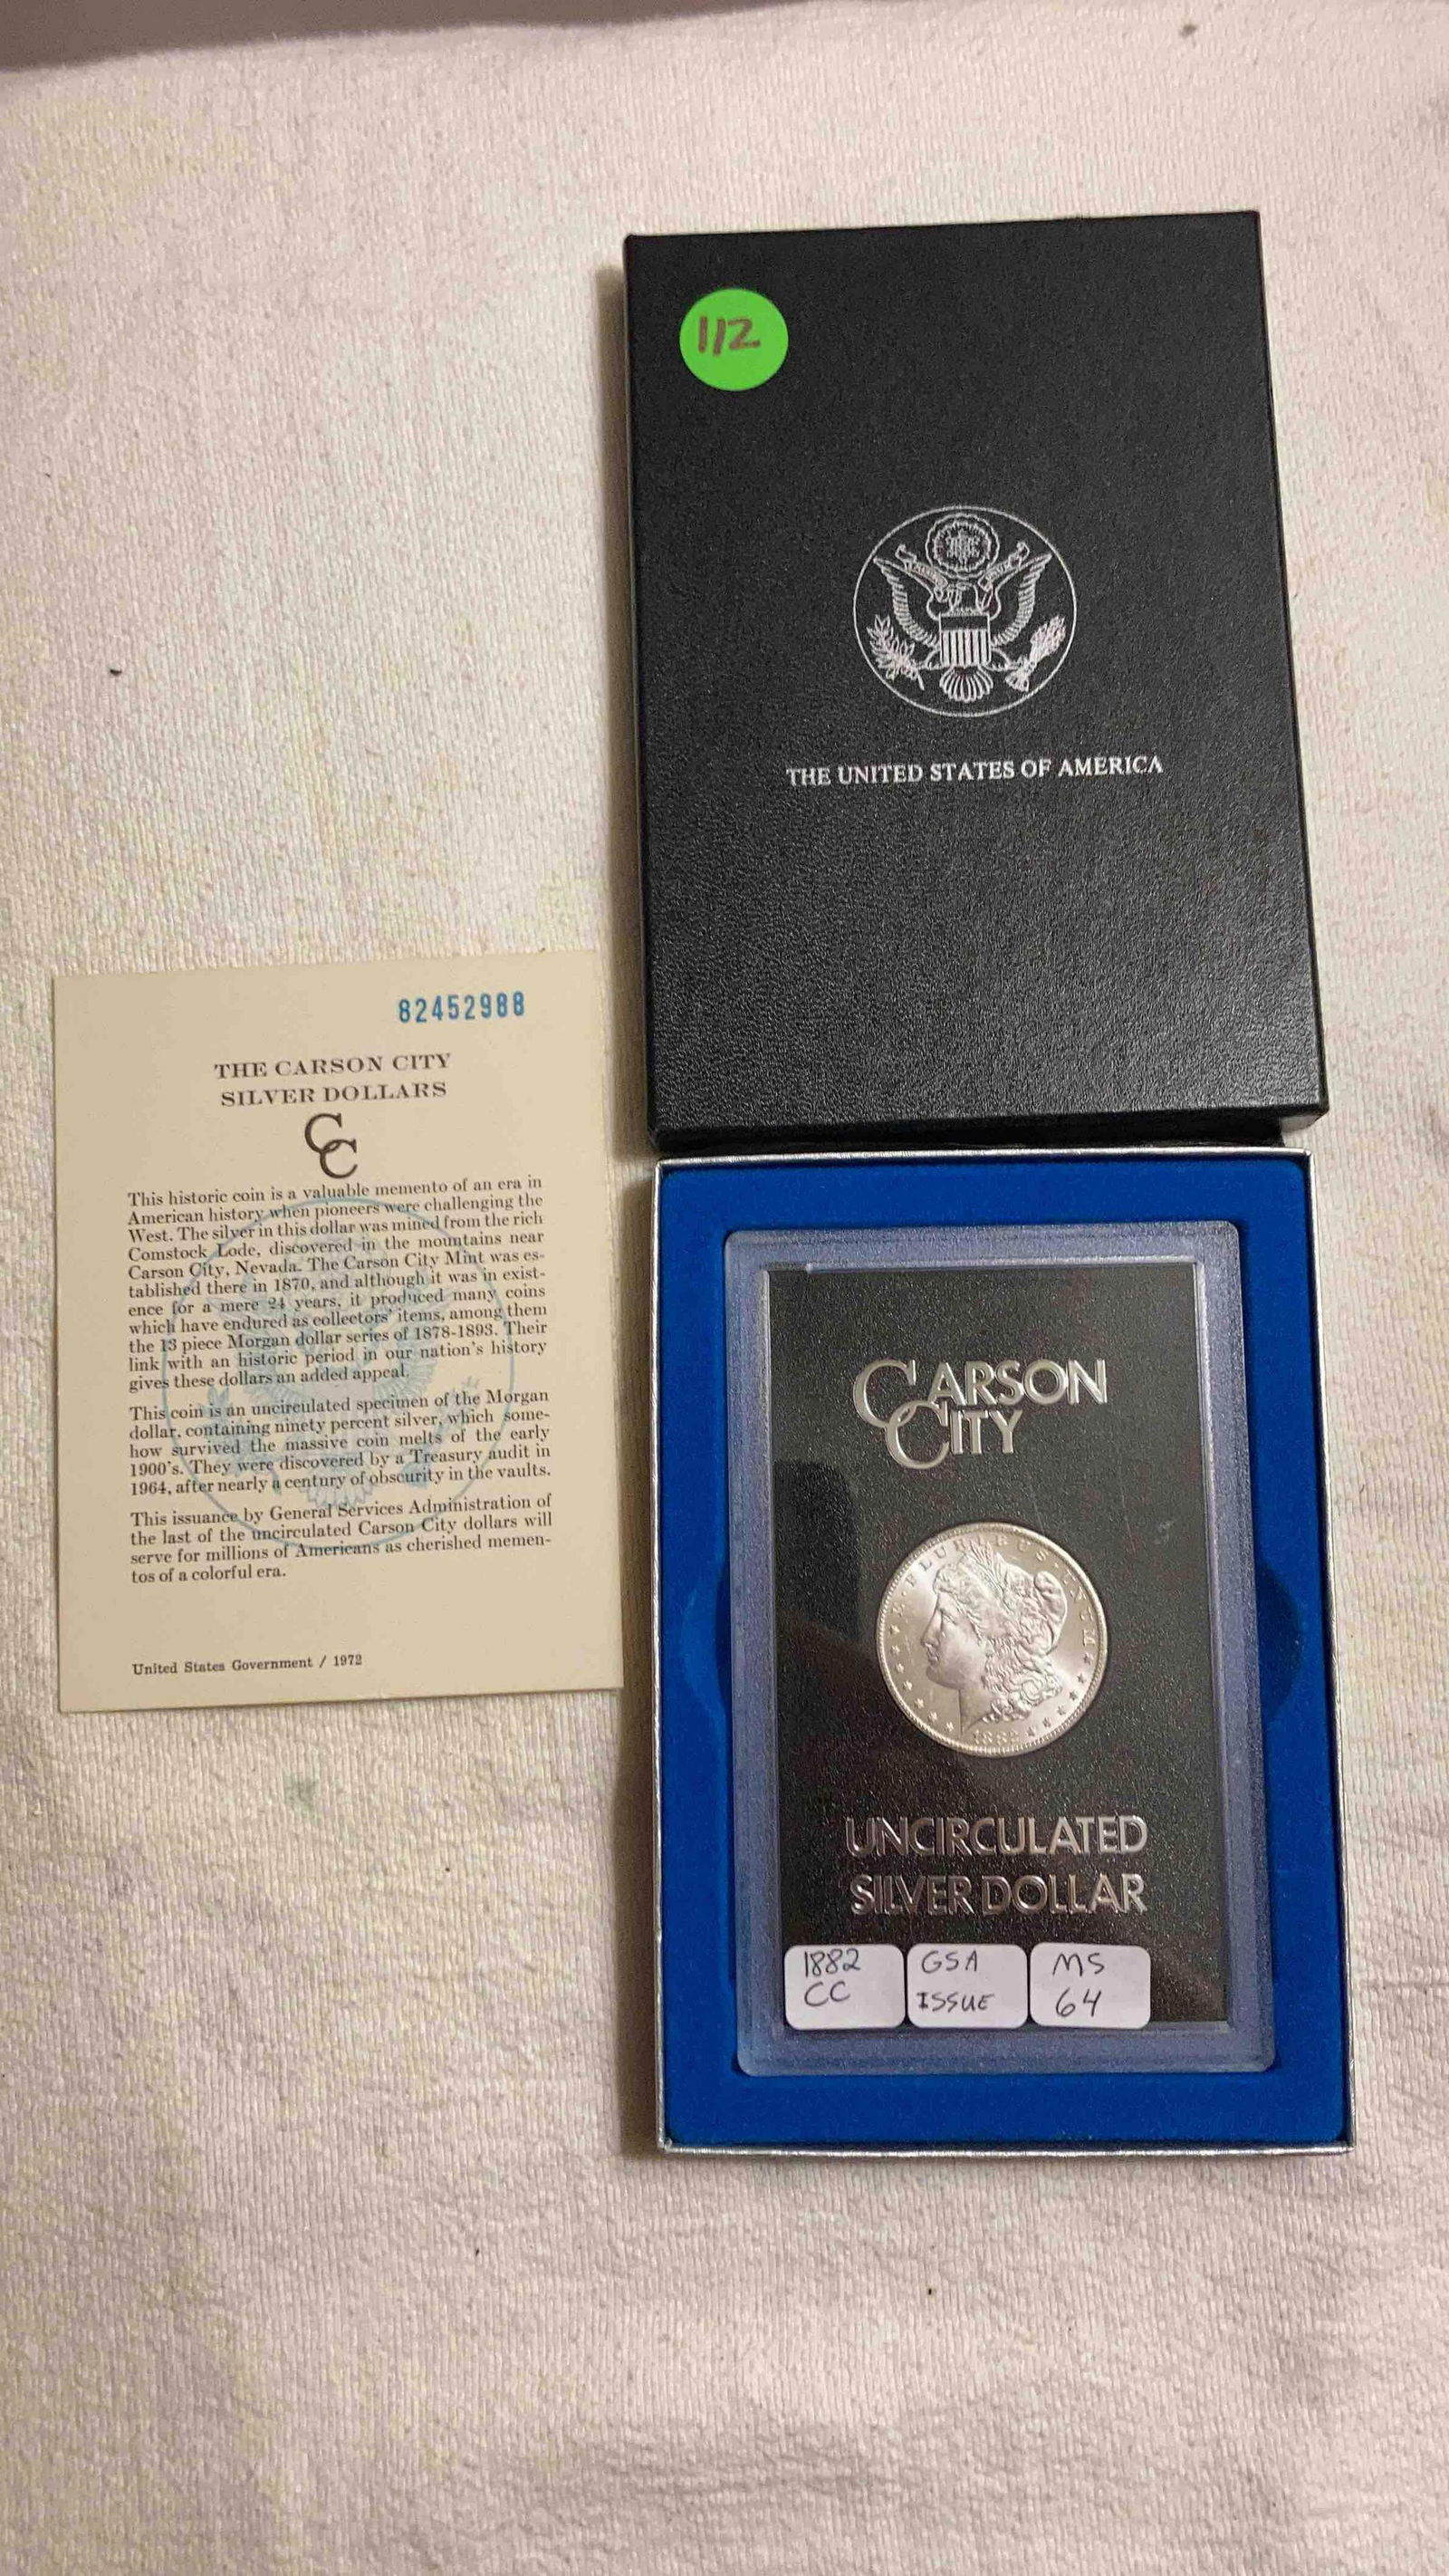 112
THE UNITED STATES OF AMERICA
82452988
THE CARSON CITY
SILVER DOLLARS
CC
This historic coin is a valuable memento of an era in
American history when pioneers were challenging the
West. The silver in this dollar was mined from the rich
Comstock Lode, discovered in the mountains near
Carson City, Nevada. The Carson City Mint was es-
tablished there in 1870, and although it was in exist-
ence for a mere 24 years, it produced many coins
which have endured as collectors' items, among them
the 13 piece Morgan dollar series of 1878-1893. Their
link with an historic period in our nation's history
gives these dollars an added appeal.
This coin is an uncirculated specimen of the Morgan
dollar, containing ninety percent silver, which some-
how survived the massive coin melts of the early
1900's. They were discovered by a Treasury audit in
1964, after nearly a century of obscurity in the vaults.
This issuance by General Services Administration of
the last of the uncirculated Carson City dollars will
serve for millions of Americans as cherished memen-
tos of a colorful era.
United States Government / 1972
CARSON
CITY
PLURIBUS UNUM
1882
UNCIRCULATED
SILVER DOLLAR
1882
CC
GSA
ISSUE
MS
64